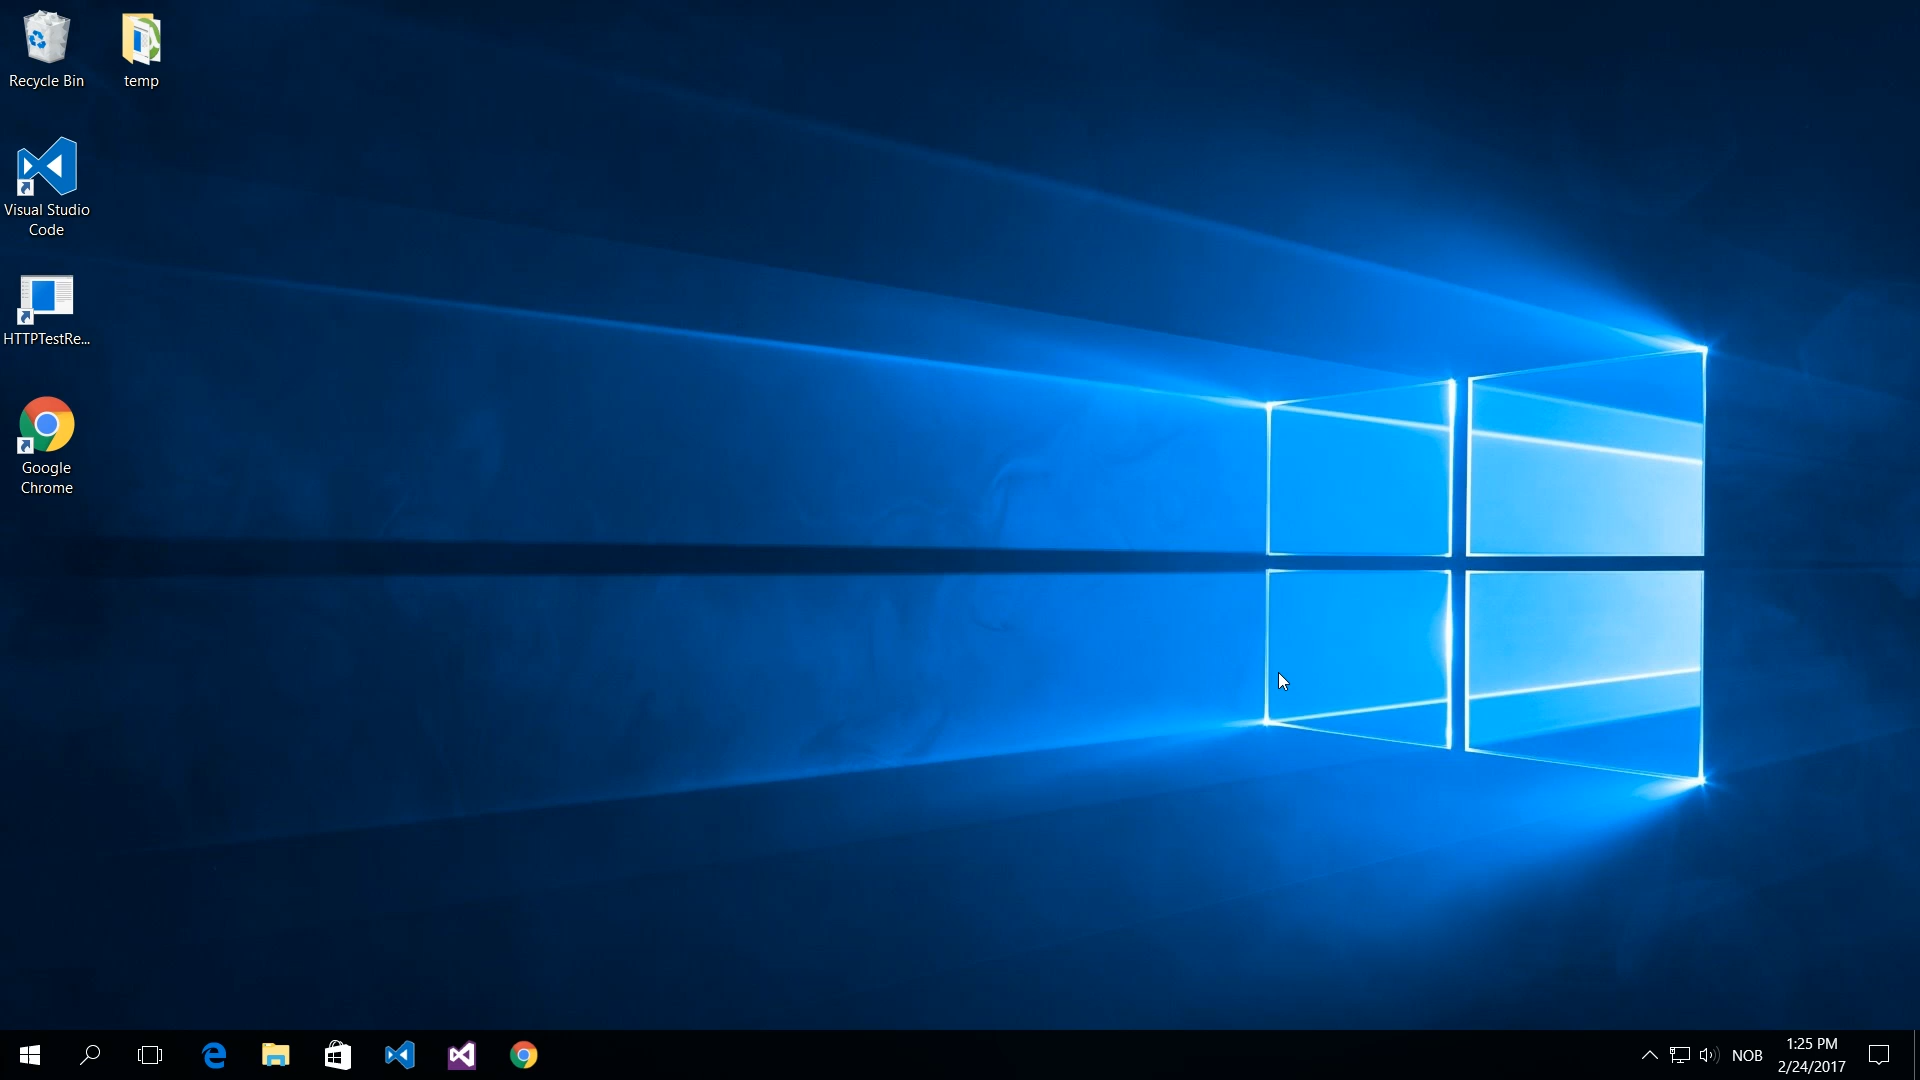 Recycle Bin
temp
Visual Studio
Code
HTTPTestRe...
Google
Chrome
NOB
1:25 PM
2/24/2017